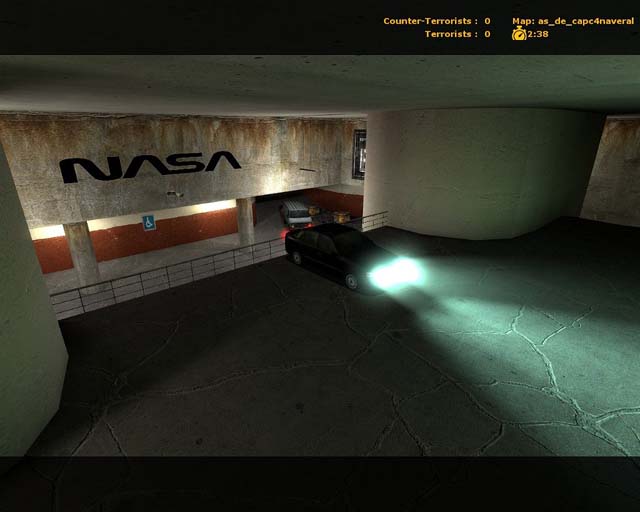 Counter-Terrorists : 0 Map: as_de_capc4naveral
Terrorists : 0 2:38
NASA